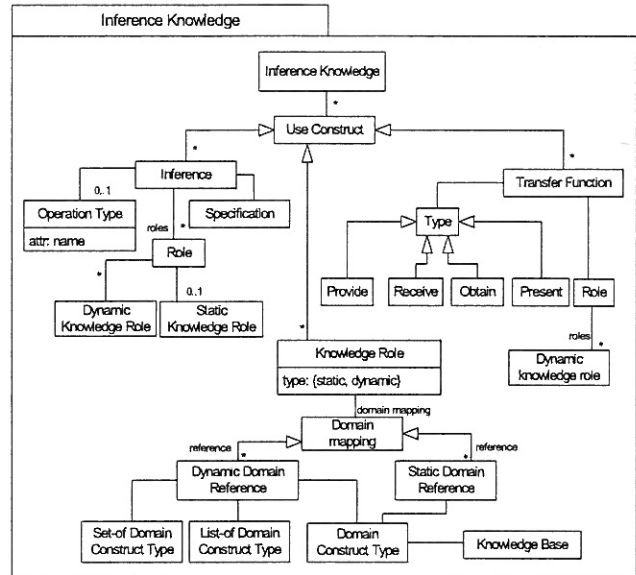 Inference Knowledge
Inference Knowledge
*
Use Construct
*
*
Inference
Transfer Function
0..1
Operation Type
attr: name
Specification
Type
roles
*
Role
*
0..1
Provide
Receive
Obtain
Present
Role
Dynamic
Knowledge Role
Static
Knowledge Role
*
roles
*
Knowledge Role
type: {static, dynamic}
Dynamic
knowledge role
domain mapping
Domain
mapping
reference
*
reference
*
Dynamic Domain
Reference
Static Domain
Reference
Set-of Domain
Construct Type
List-of Domain
Construct Type
Domain
Construct Type
Knowledge Base